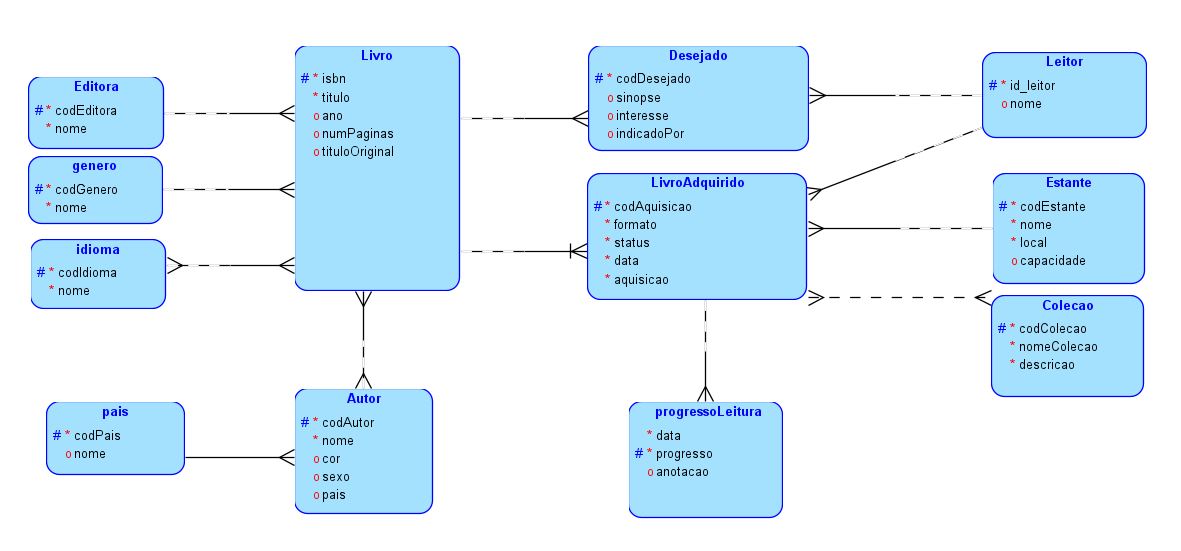 Editora
# * codEditora
* nome
genero
# * codGenero
* nome
idioma
# * codIdioma
* nome
Livro
# * isbn
* titulo
o ano
o numPaginas
o tituloOriginal
Desejado
# * codDesejado
o sinopse
o interesse
o indicadoPor
Leitor
# * id_leitor
o nome
LivroAdquirido
# * codAquisicao
* formato
* status
* data
* aquisicao
Estante
# * codEstante
* nome
* local
o capacidade
Colecao
# * codColecao
* nomeColecao
* descricao
pais
# * codPais
o nome
Autor
# * codAutor
* nome
o cor
o sexo
o pais
progressoLeitura
* data
# * progresso
o anotacao